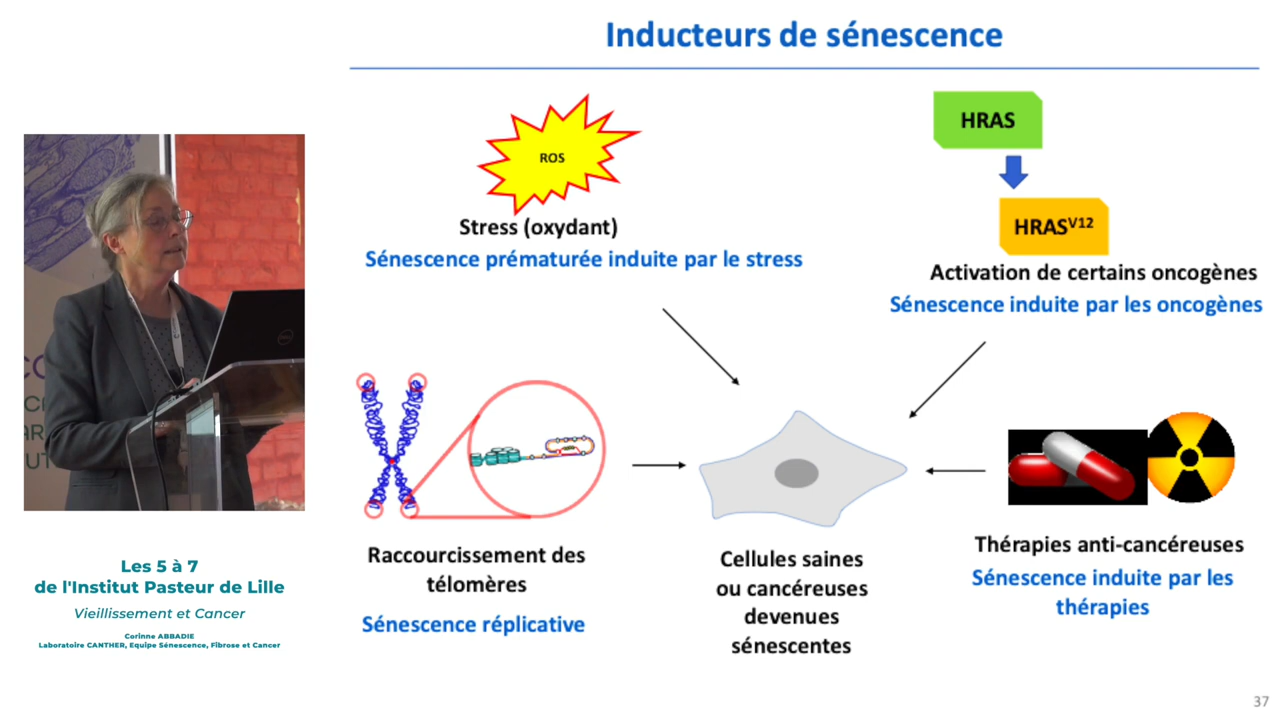 Inducteurs de sénescence
ROS
Stress (oxydant)
Sénescence prématurée induite par le stress
HRAS
HRASV12
Activation de certains oncogènes
Sénescence induite par les oncogènes
Raccourcissement des
télomères
Sénescence réplicative
Cellules saines
ou cancéreuses
devenues
sénescentes
Thérapies anti-cancéreuses
Sénescence induite par les
thérapies
Les 5 à 7
de l'Institut Pasteur de Lille
Vieillissement et Cancer
Corinne ABBADIE
Laboratoire CANTHER, Equipe Sénescence, Fibrose et Cancer
37